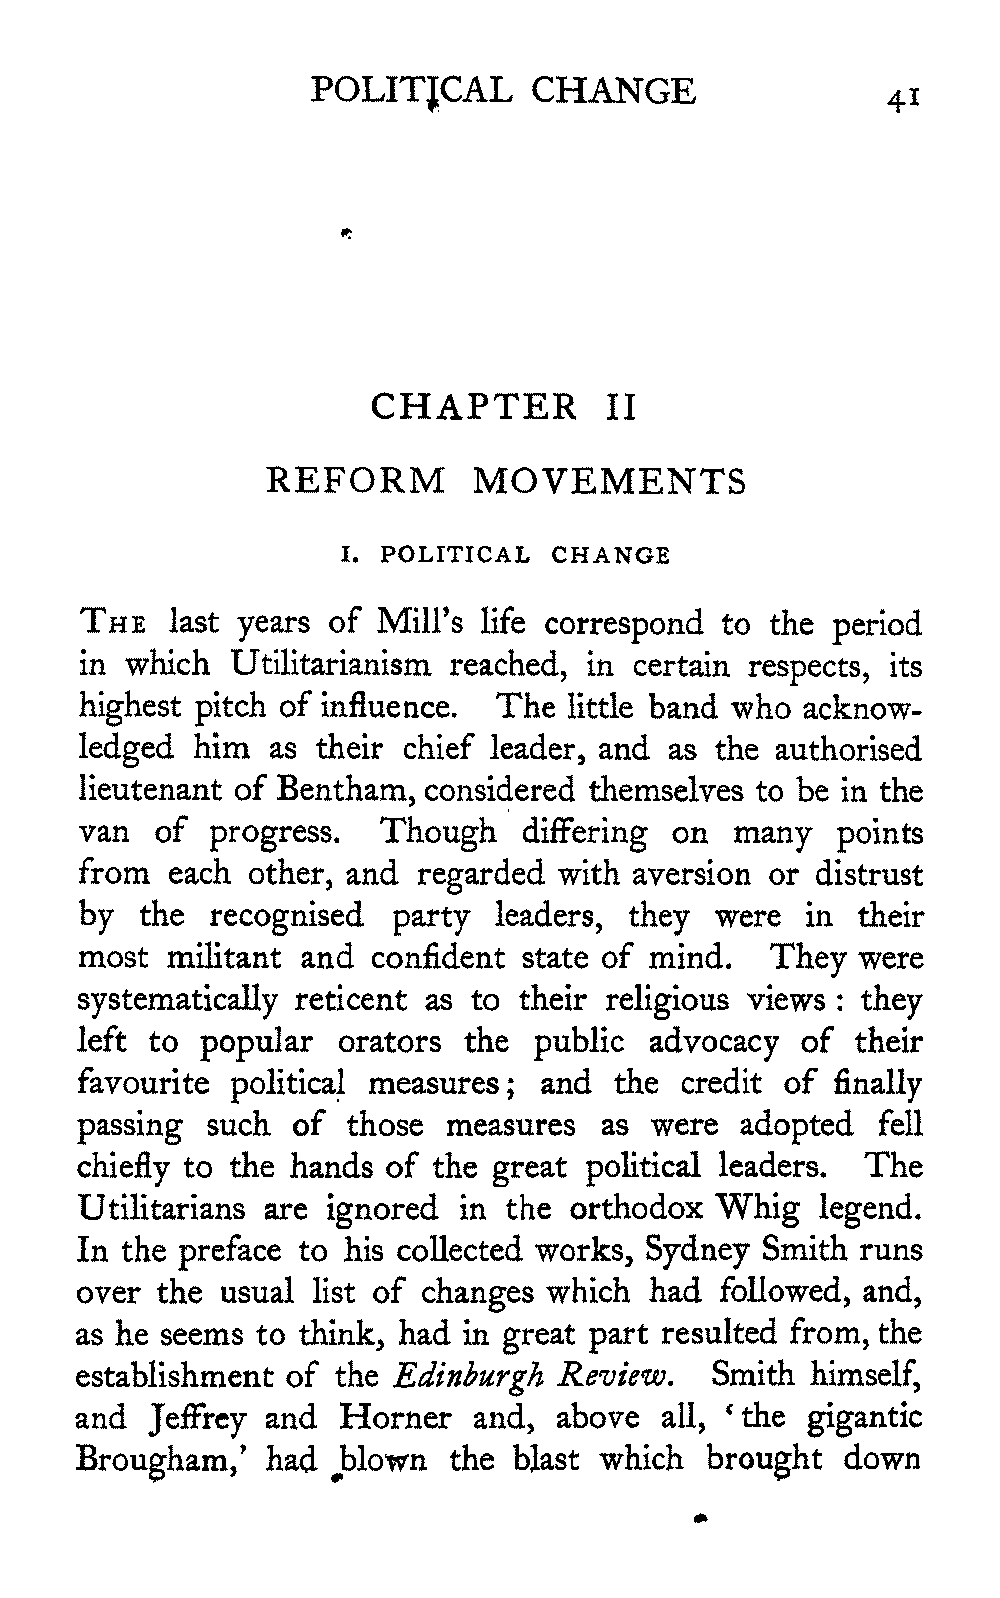 POLITICAL CHANGE 41
CHAPTER II
REFORM MOVEMENTS
I. POLITICAL CHANGE
THE last years of Mill's life correspond to the period
in which Utilitarianism reached, in certain respects, its
highest pitch of influence. The little band who acknow-
ledged him as their chief leader, and as the authorised
lieutenant of Bentham, considered themselves to be in the
van of progress. Though differing on many points
from each other, and regarded with aversion or distrust
by the recognised party leaders, they were in their
most militant and confident state of mind. They were
systematically reticent as to their religious views : they
left to popular orators the public advocacy of their
favourite political measures; and the credit of finally
passing such of those measures as were adopted fell
chiefly to the hands of the great political leaders. The
Utilitarians are ignored in the orthodox Whig legend.
In the preface to his collected works, Sydney Smith runs
over the usual list of changes which had followed, and,
as he seems to think, had in great part resulted from, the
establishment of the Edinburgh Review. Smith himself,
and Jeffrey and Horner and, above all, ‘the gigantic
Brougham,’ had blown the blast which brought down